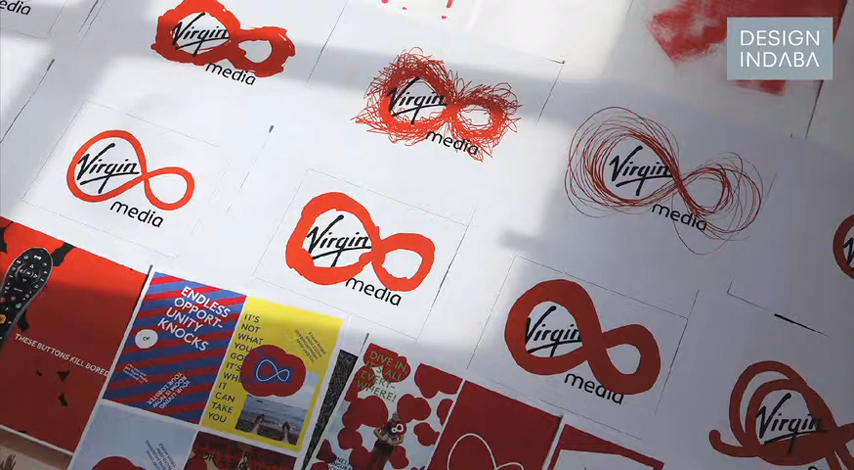 DESIGN
INDABA
Virgin
media
Virgin
media
Virgin
media
Virgin
media
Virgin
media
Virgin
media
Virgin
THESE BUTTONS KILL BORED
ENDLESS
OPPORT-
UNITY
KNOCKS
IT'S
NOT
WHAT
YOU
GOT
IT'S
WH
IT
CAN
TAKE
YOU
DIVE IN